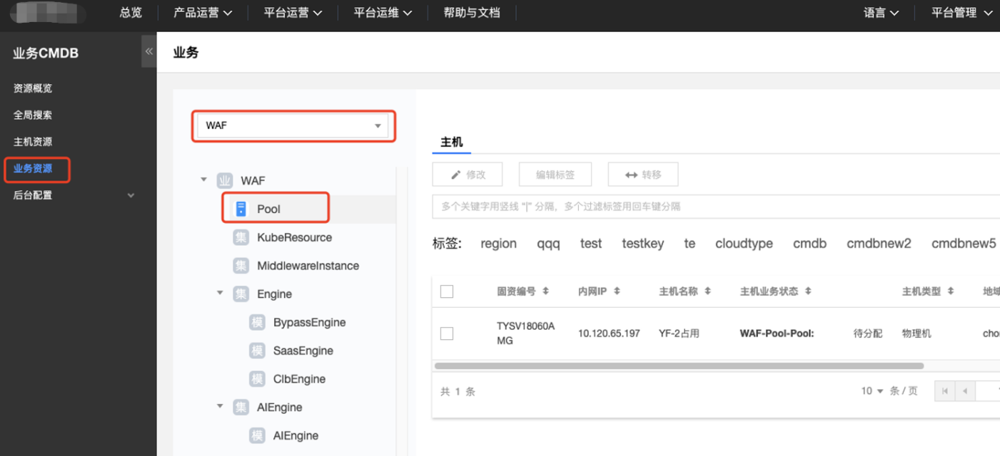 总览 产品运营 平台运营 平台运维 帮助与文档 语言 平台管理
业务CMDB
资源概览
全局搜索
主机资源
业务资源
后台配置
业务
WAF
业 WAF
Pool
集 KubeResource
集 MiddlewareInstance
集 Engine
模 BypassEngine
模 SaasEngine
模 ClbEngine
集 AIEngine
模 AIEngine
主机
修改 编辑标签 转移
多个关键字用竖线 "|" 分隔，多个过滤标签用回车键分隔
标签: region qqq test testkey te cloudtype cmdb cmdbnew2 cmdbnew5
固资编号 内网IP 主机名称 主机业务状态 主机类型 地域
TYSV18060A
MG
10.120.65.197 YF-2占用 WAF-Pool-Pool: 待分配 物理机 cho
共 1 条 10 条 / 页